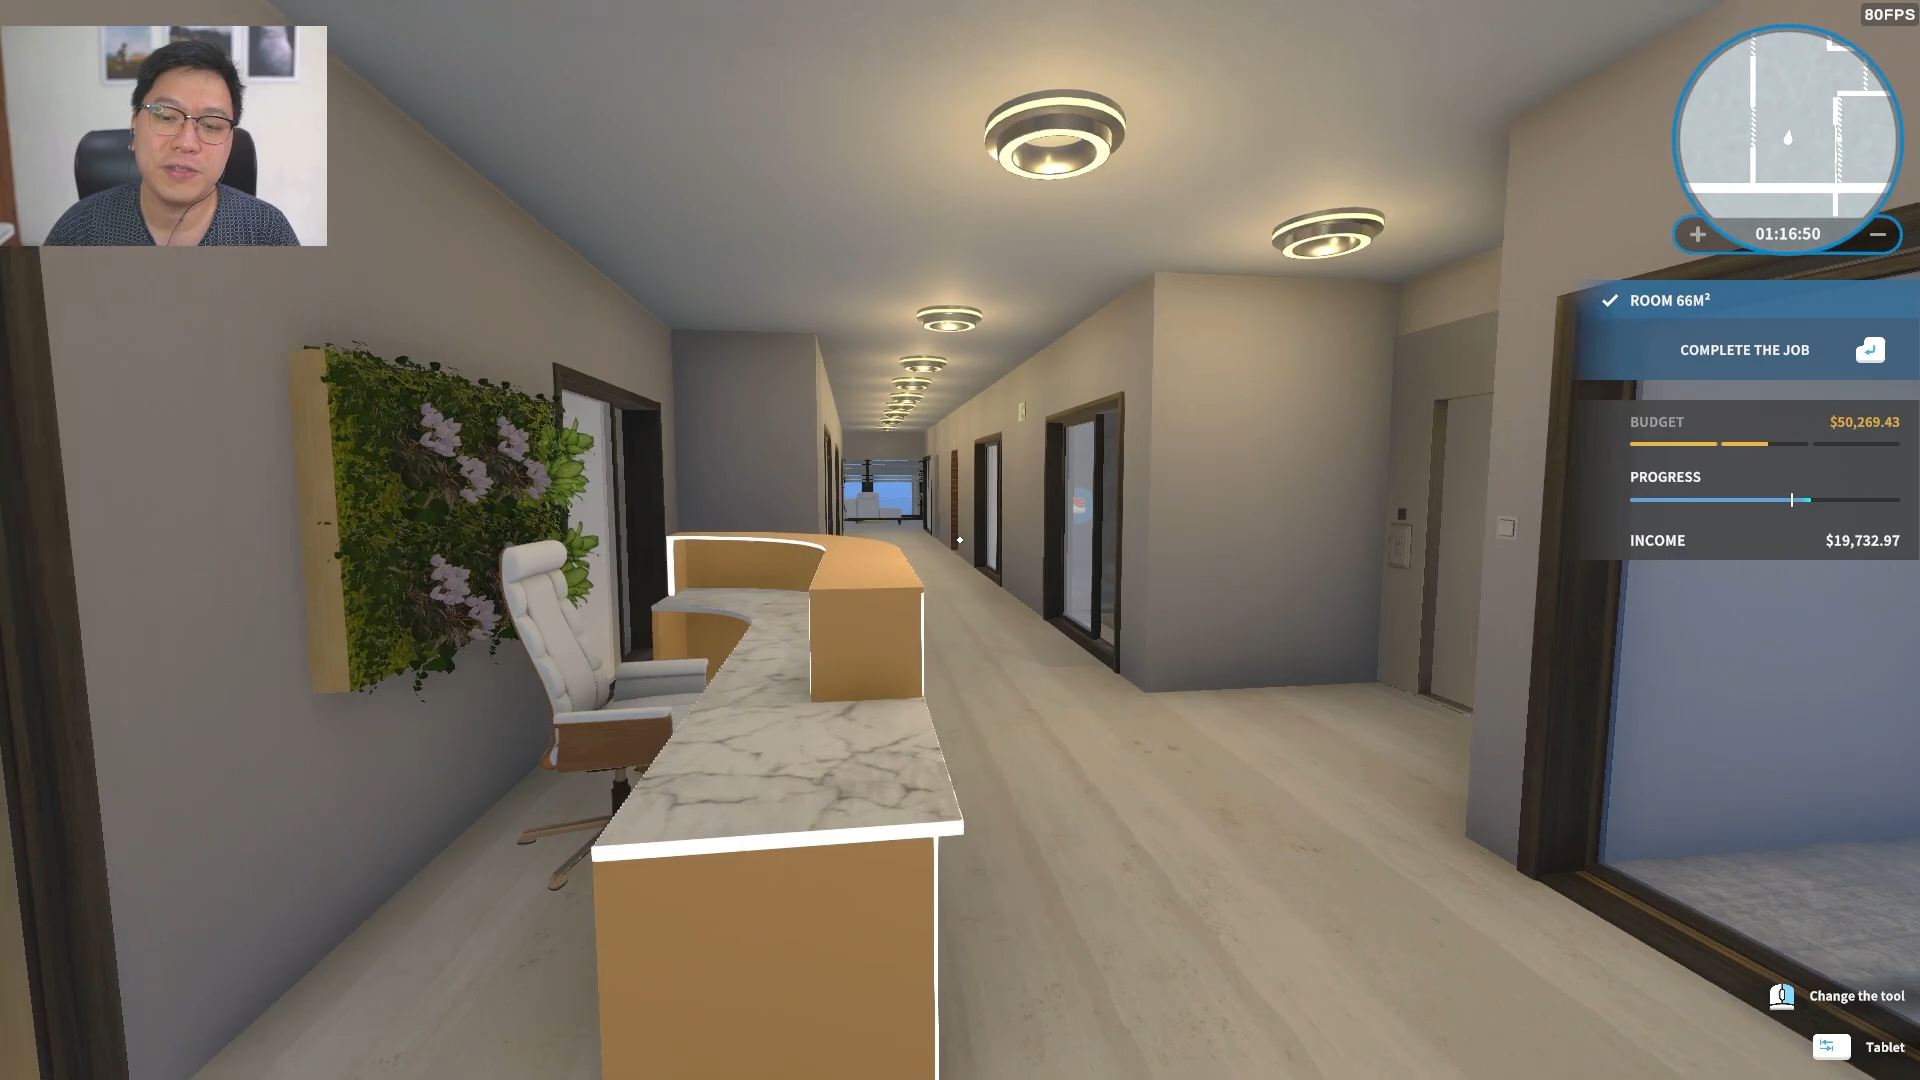 80FPS
01:16:50
ROOM 66M²
COMPLETE THE JOB
BUDGET $50,269.43
PROGRESS
INCOME $19,732.97
Change the tool
Tablet